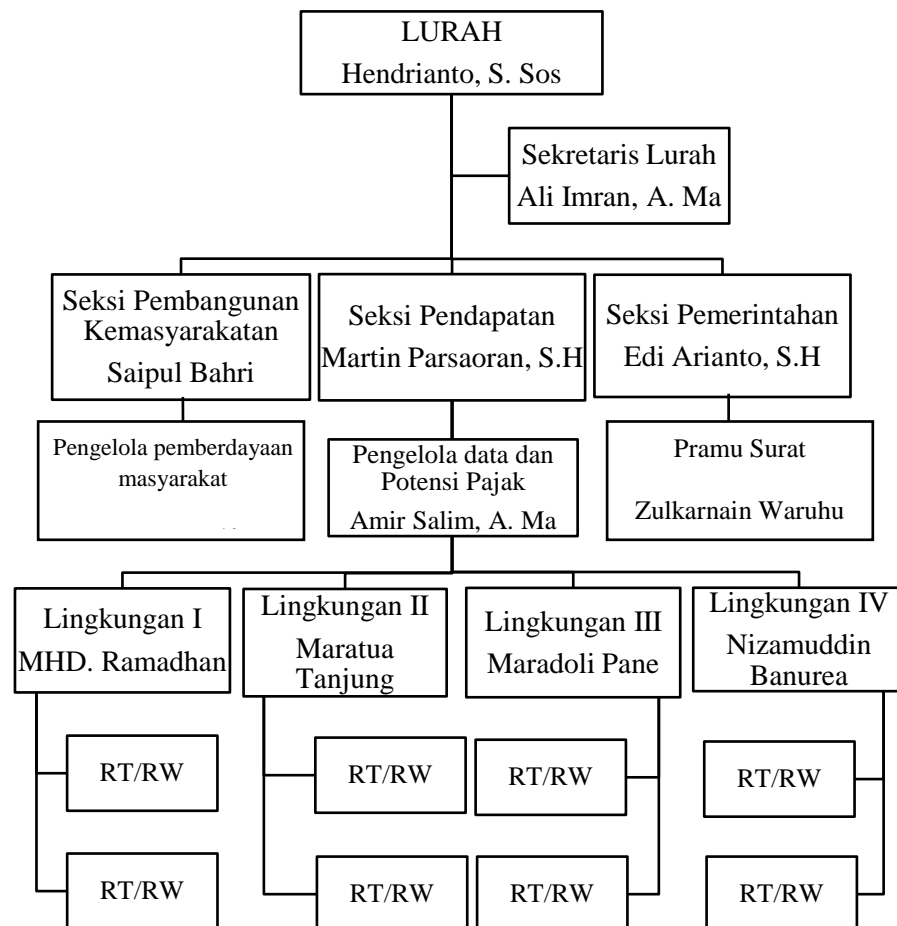 LURAH
Hendrianto, S. Sos
Sekretaris Lurah
Ali Imran, A. Ma
Seksi Pembangunan
Kemasyarakatan
Saipul Bahri
Seksi Pendapatan
Martin Parsaoran, S.H
Seksi Pemerintahan
Edi Arianto, S.H
Pengelola pemberdayaan
masyarakat
Pengelola data dan
Potensi Pajak
Amir Salim, A. Ma
Pramu Surat
Zulkarnain Waruhu
Lingkungan I
MHD. Ramadhan
Lingkungan II
Maratua
Tanjung
Lingkungan III
Maradoli Pane
Lingkungan IV
Nizamuddin
Banurea
RT/RW
RT/RW
RT/RW
RT/RW
RT/RW
RT/RW
RT/RW
RT/RW